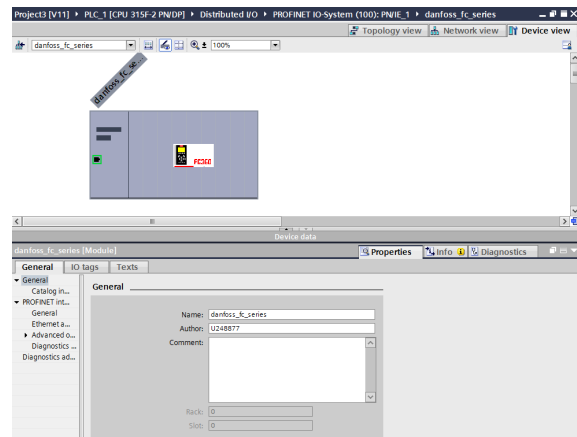 Project3 [V11] ▸ PLC_1 [CPU 315F-2 PN/DP] ▸ Distributed I/O ▸ PROFINET IO-System (100): PN/IE_1 ▸ danfoss_fc_series
Topology view Network view Device view
danfoss_fc_series 100%
danfoss_fc_se...
FC360
Device data
danfoss_fc_series [Module] Properties Info Diagnostics
General IO tags Texts
General
Catalog in...
PROFINET int...
General
Ethernet a...
Advanced o...
Diagnostics ...
Diagnostics ad...
General
Name: danfoss_fc_series
Author: U248877
Comment:
Rack: 0
Slot: 0